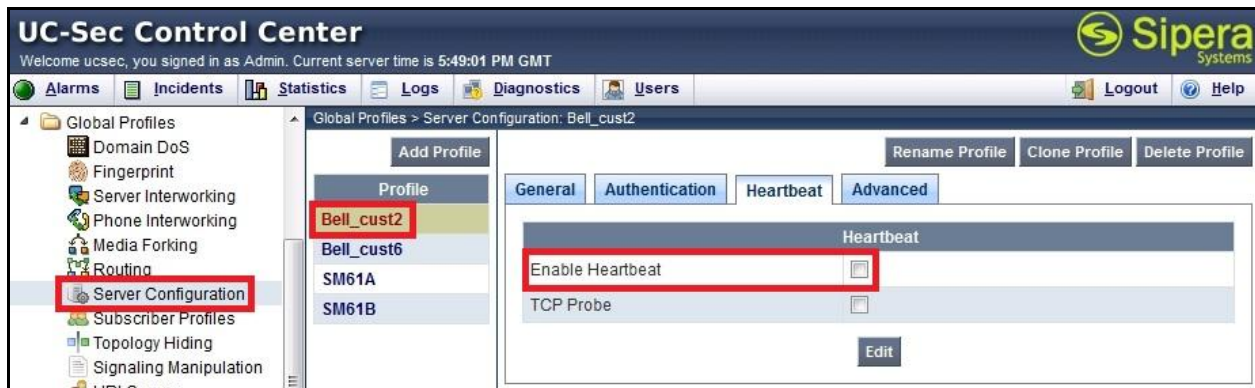 UC-Sec Control Center
Sipera
Systems
Welcome ucsec, you signed in as Admin. Current server time is 5:49:01 PM GMT
Alarms Incidents Statistics Logs Diagnostics Users Logout Help
Global Profiles
Domain DoS
Fingerprint
Server Interworking
Phone Interworking
Media Forking
Routing
Server Configuration
Subscriber Profiles
Topology Hiding
Signaling Manipulation
Global Profiles > Server Configuration: Bell_cust2
Add Profile
Rename Profile Clone Profile Delete Profile
Profile
Bell_cust2
Bell_cust6
SM61A
SM61B
General Authentication Heartbeat Advanced
Heartbeat
Enable Heartbeat
TCP Probe
Edit